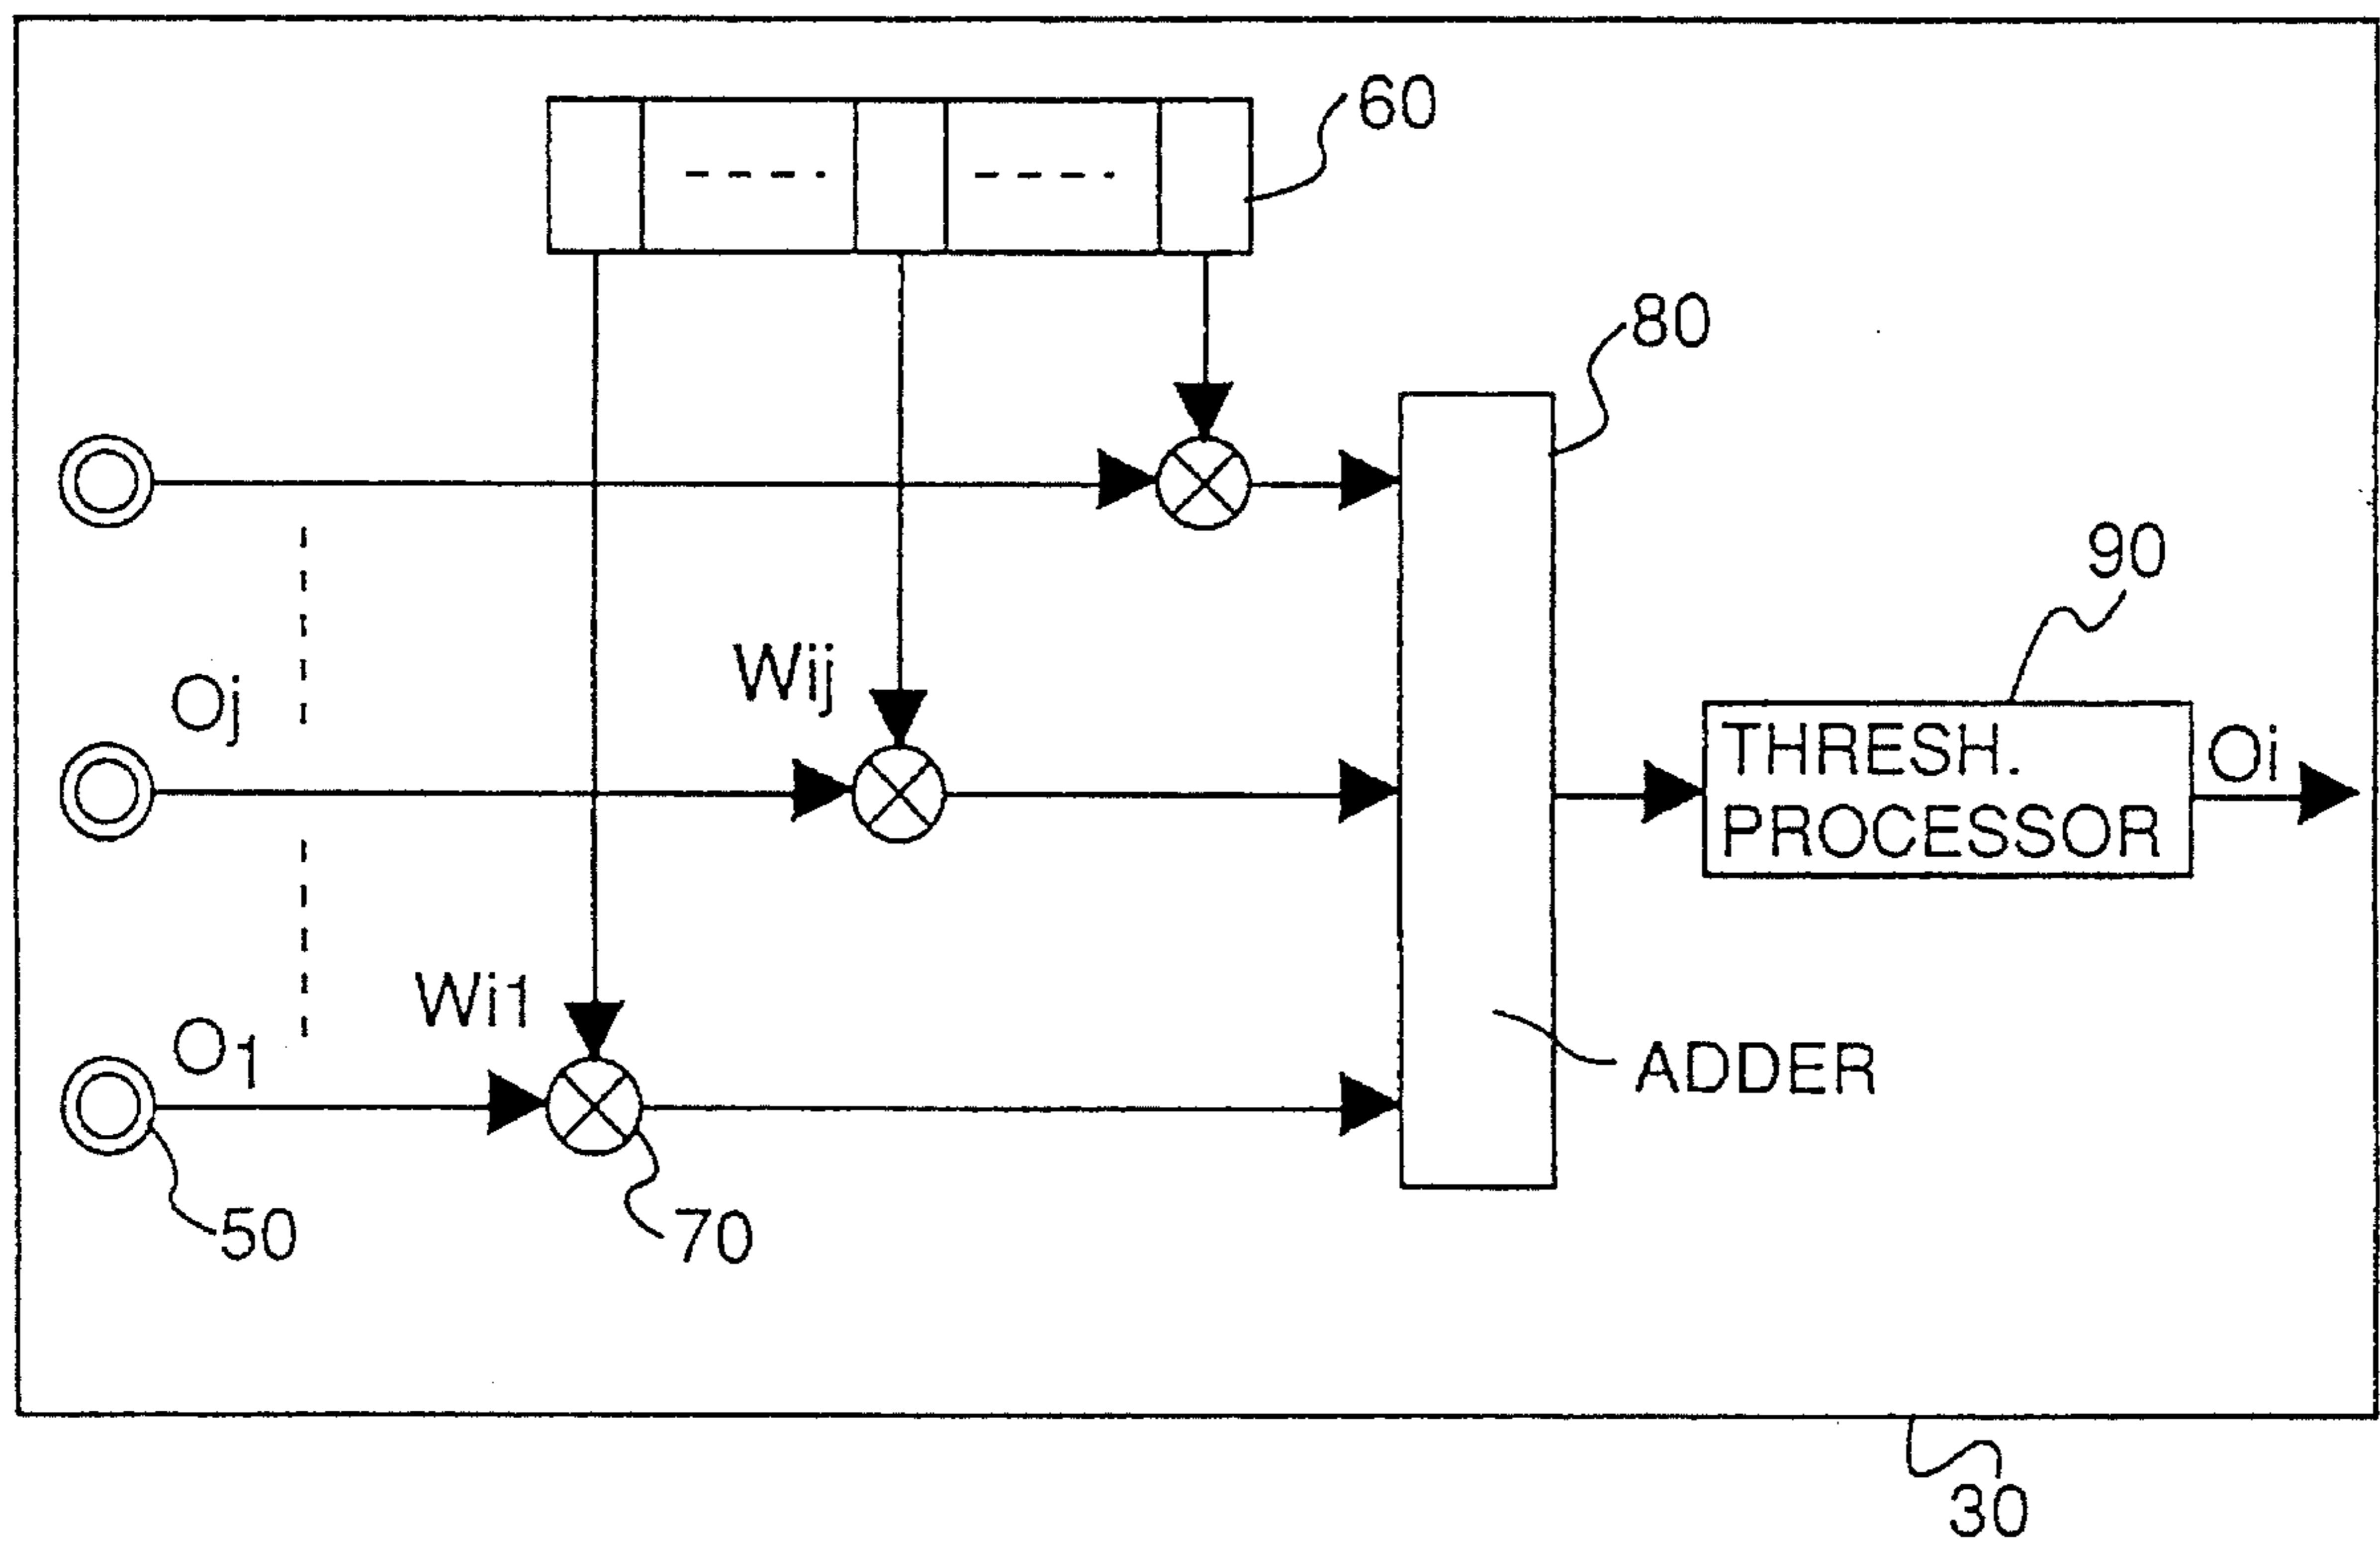 60
80
90
Oj
Wij
THRESH.
PROCESSOR
Oi
O1
Wi1
ADDER
50
70
30